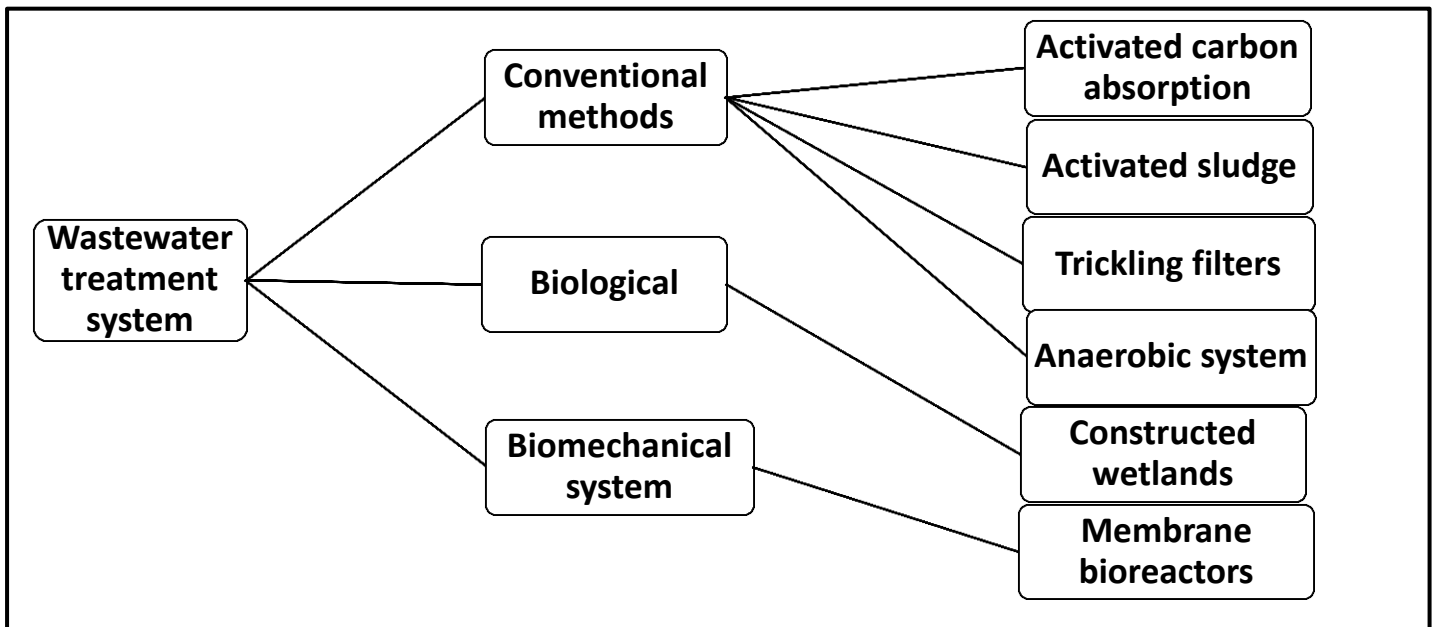 Wastewater
treatment
system
Conventional
methods
Biological
Biomechanical
system
Activated carbon
absorption
Activated sludge
Trickling filters
Anaerobic system
Constructed
wetlands
Membrane
bioreactors